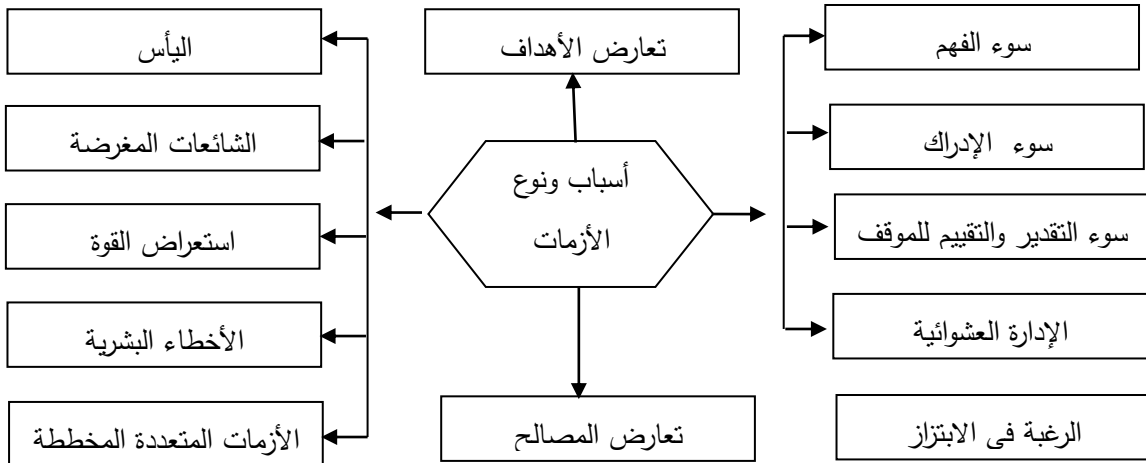 سوء الفهم
تعارض الأهداف
اليأس
سوء الإدراك
الشائعات المغرضة
أسباب ونوع
الأزمات
سوء التقدير والتقييم للموقف
استعراض القوة
الإدارة العشوائية
الأخطاء البشرية
الرغبة فى الابتزاز
تعارض المصالح
الأزمات المتعددة المخططة